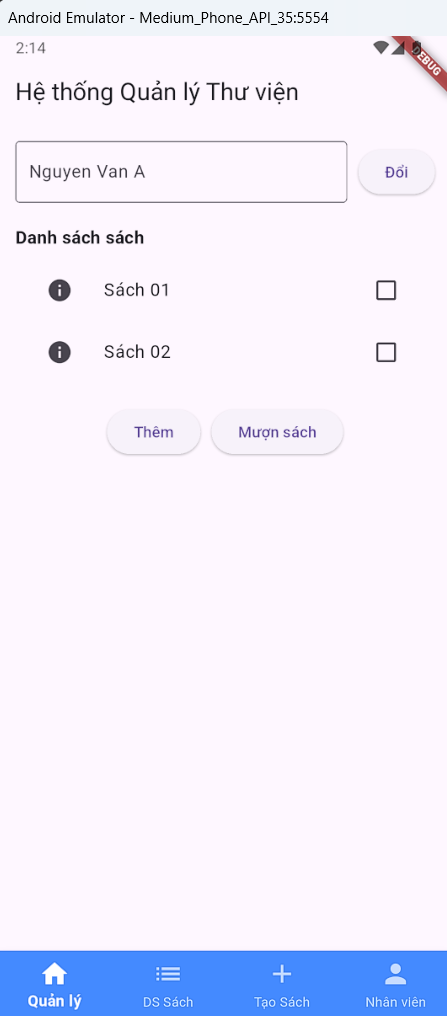 Android Emulator - Medium_Phone_API_35:5554
2:14
DEBUG
Hệ thống Quản lý Thư viện
Nguyen Van A
Đổi
Danh sách sách
Sách 01
Sách 02
Thêm
Mượn sách
Quản lý
DS Sách
Tạo Sách
Nhân viên